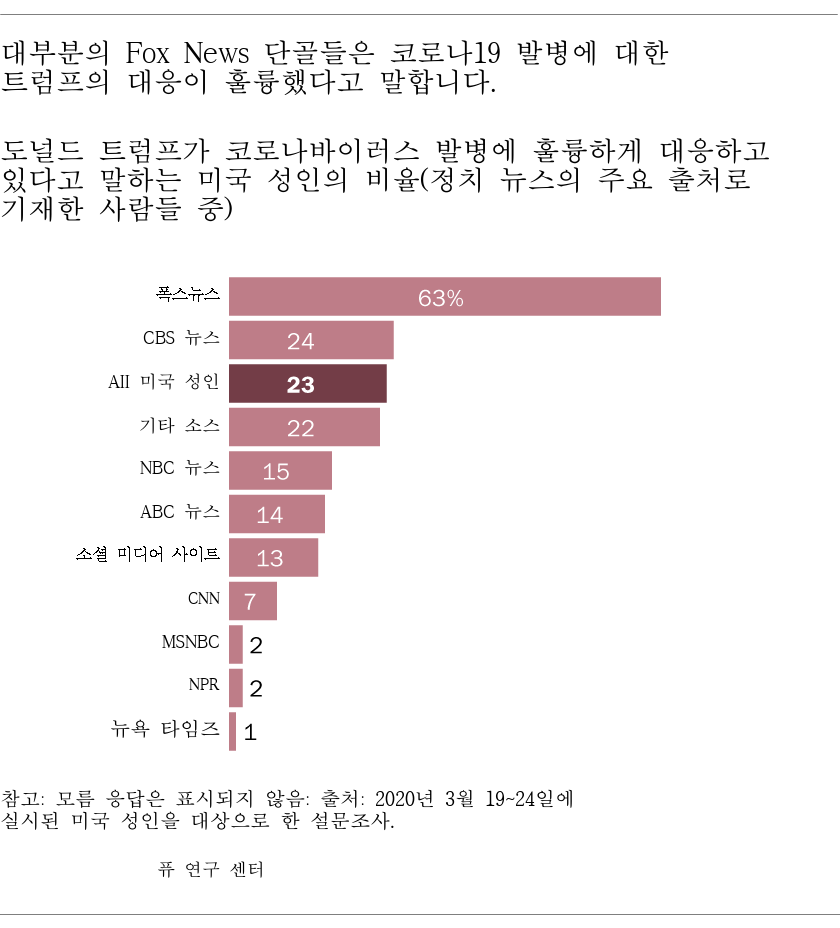 대부분의 Fox News 단골들은 코로나19 발병에 대한
트럼프의 대응이 훌륭했다고 말합니다.
도널드 트럼프가 코로나바이러스 발병에 훌륭하게 대응하고
있다고 말하는 미국 성인의 비율(정치 뉴스의 주요 출처로
기재한 사람들 중)
폭스뉴스 63%
CBS 뉴스 24
All 미국 성인 23
기타 소스 22
NBC 뉴스 15
ABC 뉴스 14
소셜 미디어 사이트 13
CNN 7
MSNBC 2
NPR 2
뉴욕 타임즈 1
참고: 모름 응답은 표시되지 않음: 출처: 2020년 3월 19~24일에
실시된 미국 성인을 대상으로 한 설문조사.
퓨 연구 센터